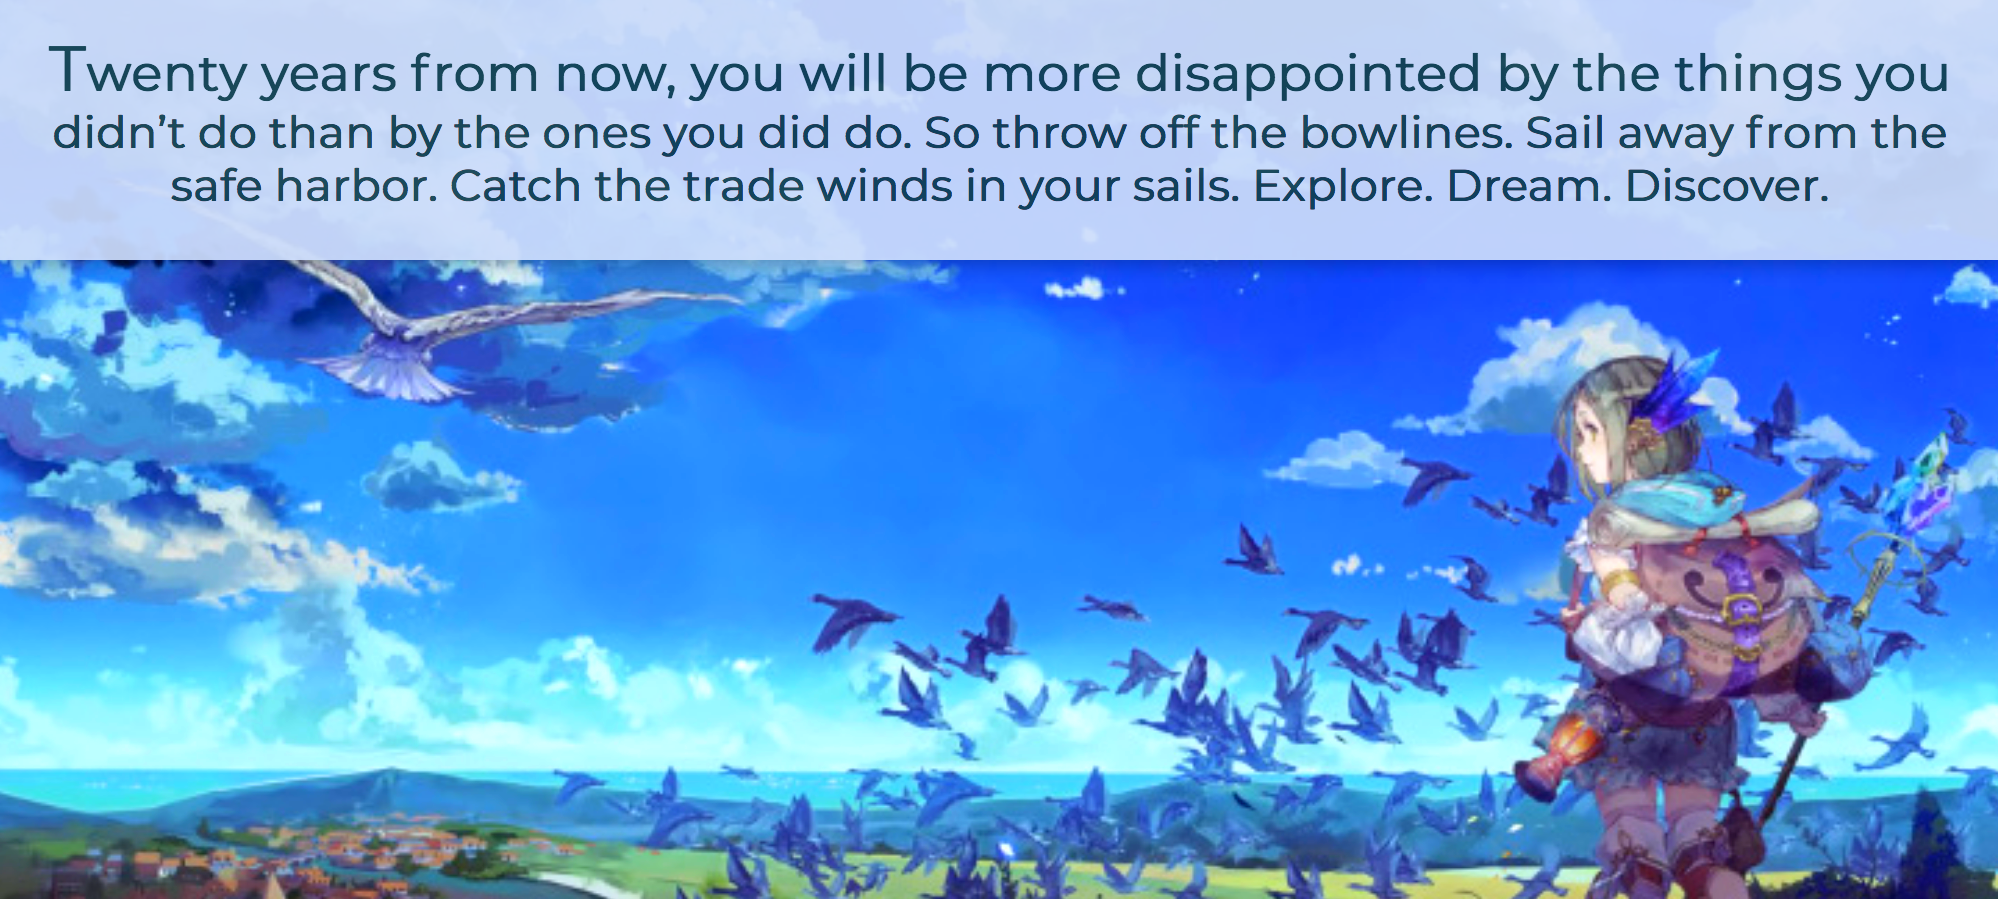 Twenty years from now, you will be more disappointed by the things you
didn’t do than by the ones you did do. So throw off the bowlines. Sail away from the
safe harbor. Catch the trade winds in your sails. Explore. Dream. Discover.